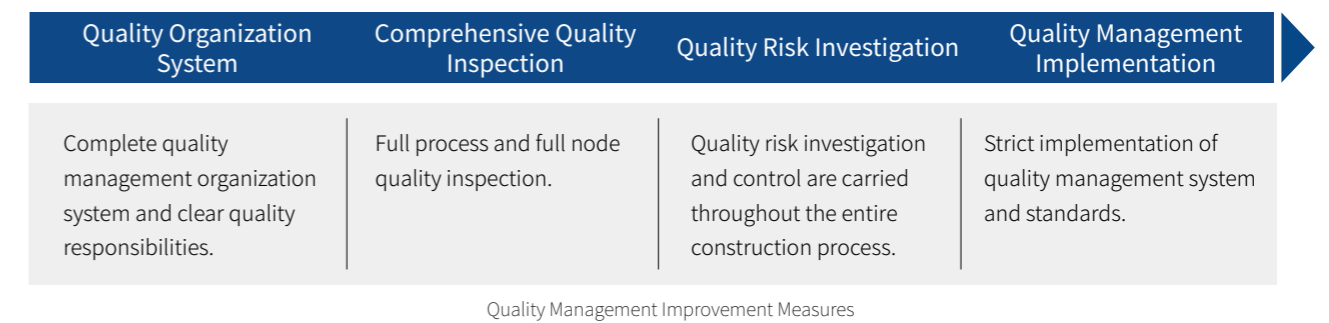 Quality Organization
System
Comprehensive Quality
Inspection
Quality Risk Investigation
Quality Management
Implementation
Complete quality
management organization
system and clear quality
responsibilities.
Full process and full node
quality inspection.
Quality risk investigation
and control are carried
throughout the entire
construction process.
Strict implementation of
quality management system
and standards.
Quality Management Improvement Measures